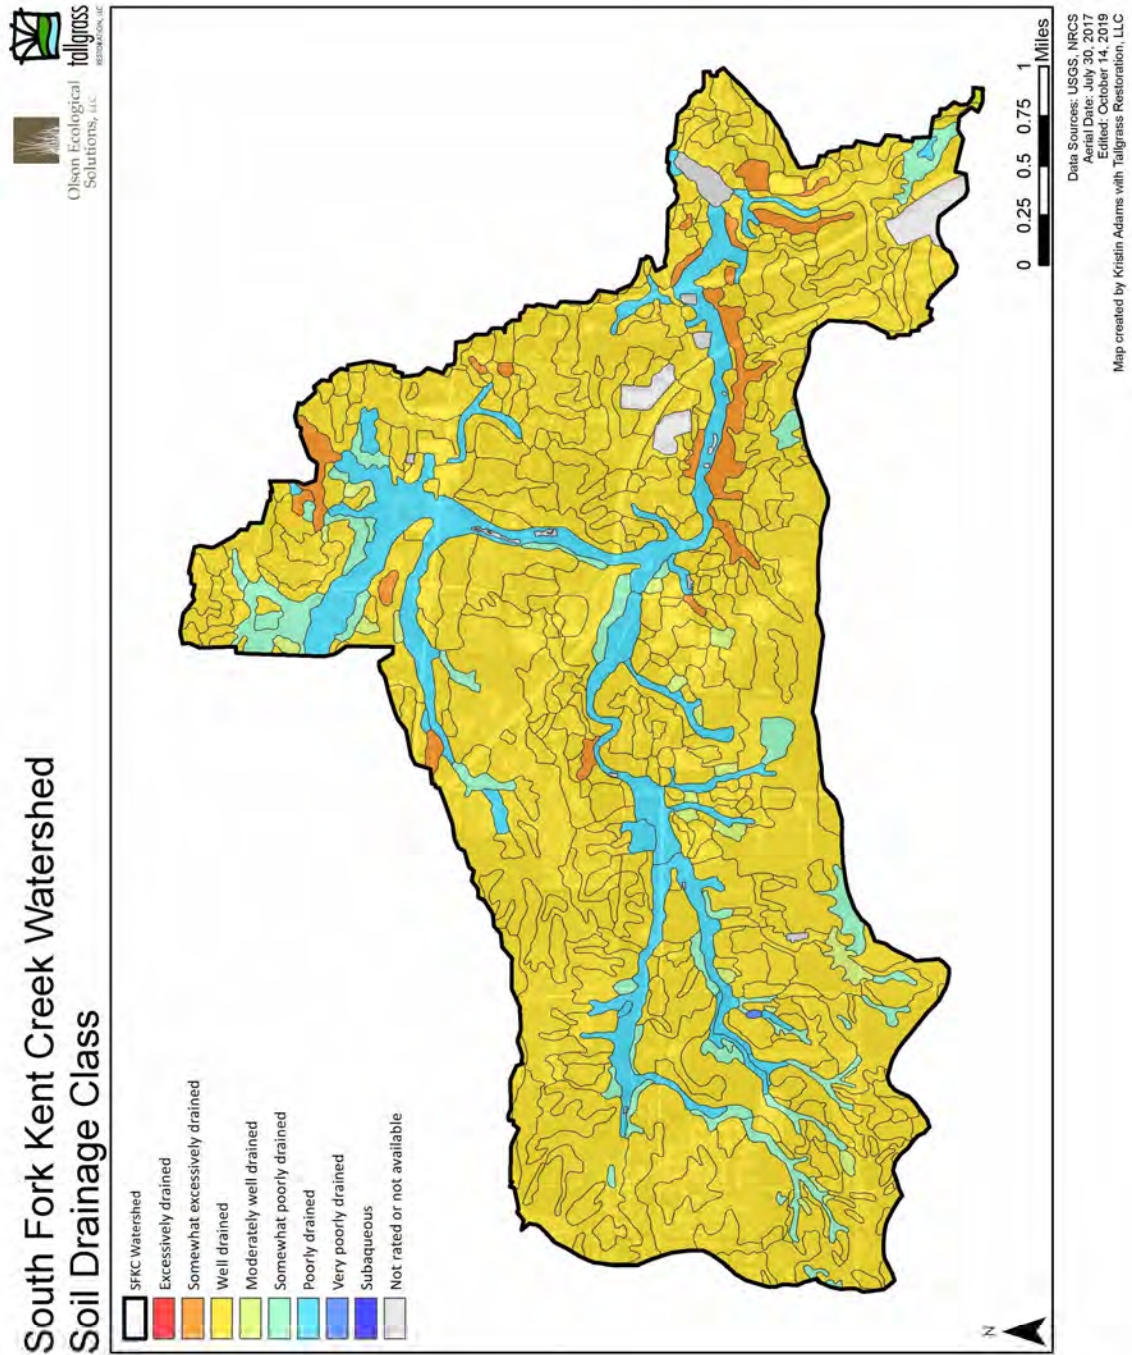 South Fork Kent Creek Watershed
Soil Drainage Class
Olson Ecological
Solutions, LLC
tallgrass
RESTORATION, LLC
SFKC Watershed
Excessively drained
Somewhat excessively drained
Well drained
Moderately well drained
Somewhat poorly drained
Poorly drained
Very poorly drained
Subaqueous
Not rated or not available
N
0 0.25 0.5 0.75 1
Miles
Data Sources: USGS, NRCS
Aerial Date: July 30, 2017
Edited: October 14, 2019
Map created by Kristin Adams with Tallgrass Restoration, LLC